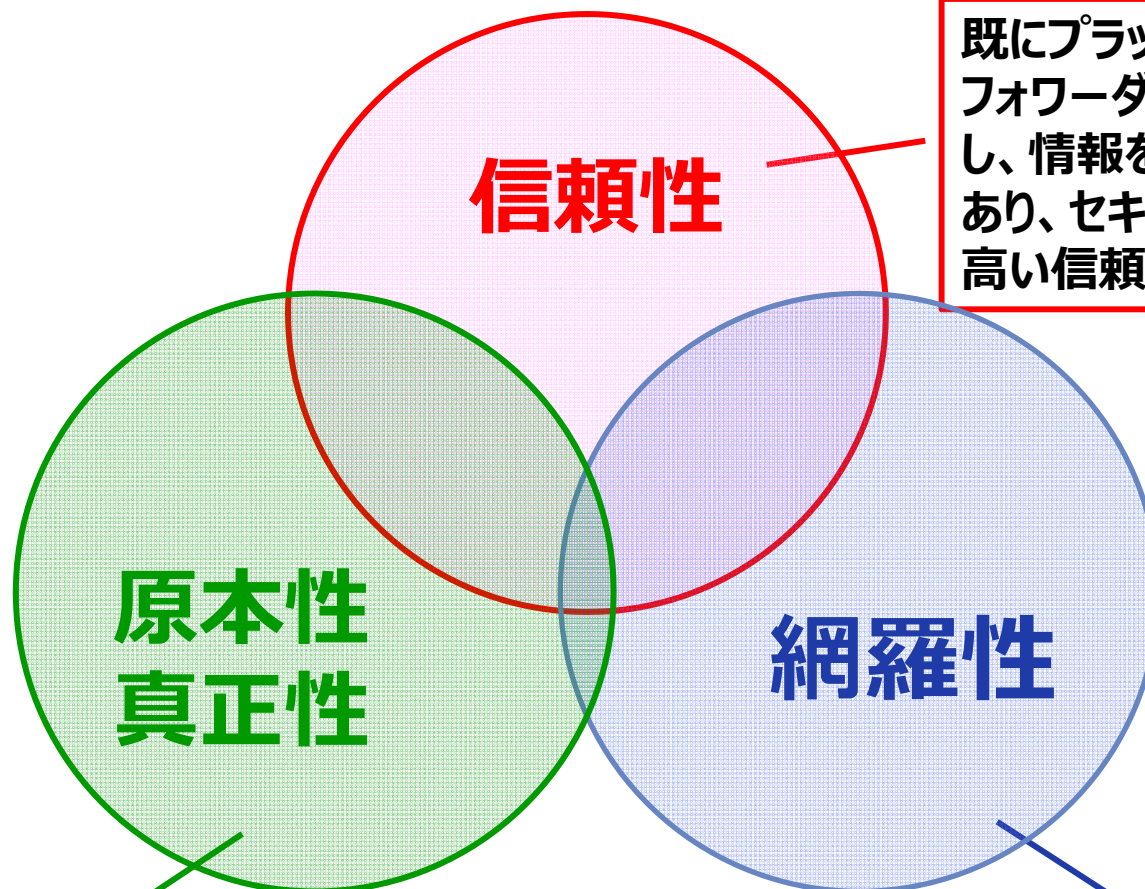 信頼性
既にプラッ
フォワーダ
し、情報を
あり、セキ
高い信頼
原本性
真正性
網羅性